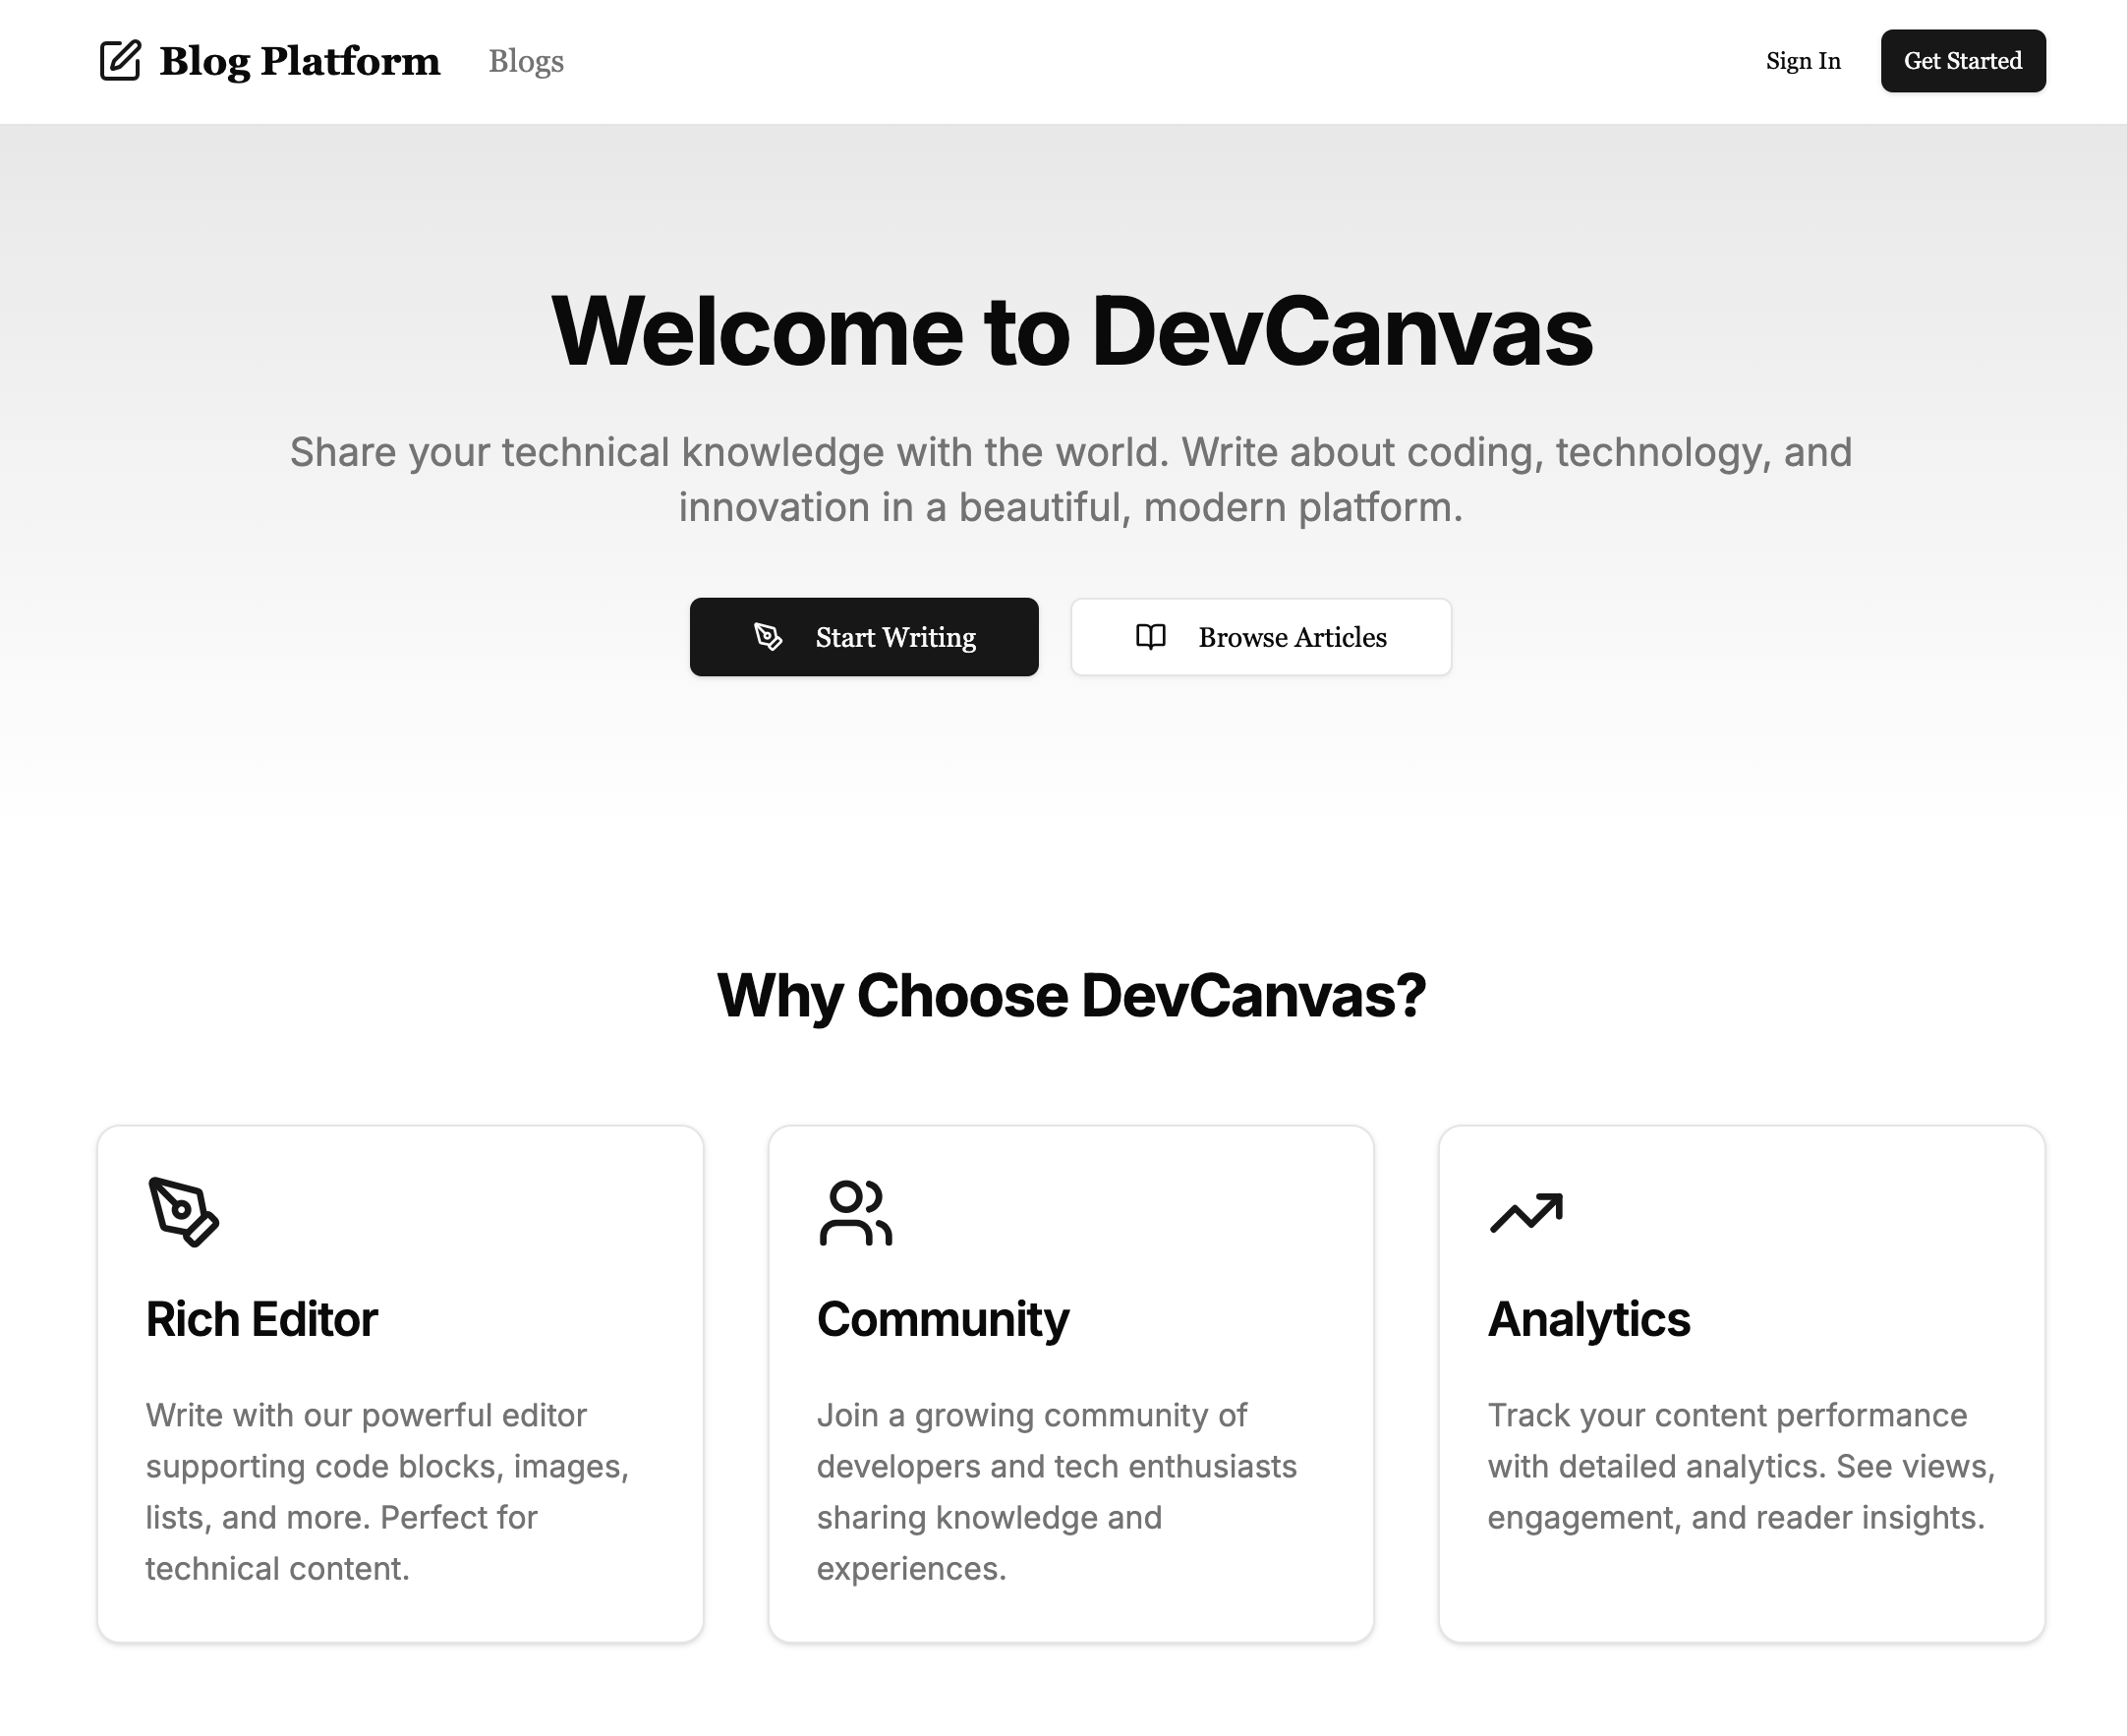 Blog Platform
Blogs
Sign In
Get Started
Welcome to DevCanvas
Share your technical knowledge with the world. Write about coding, technology, and
innovation in a beautiful, modern platform.
Start Writing
Browse Articles
Why Choose DevCanvas?
Rich Editor
Write with our powerful editor
supporting code blocks, images,
lists, and more. Perfect for
technical content.
Community
Join a growing community of
developers and tech enthusiasts
sharing knowledge and
experiences.
Analytics
Track your content performance
with detailed analytics. See views,
engagement, and reader insights.